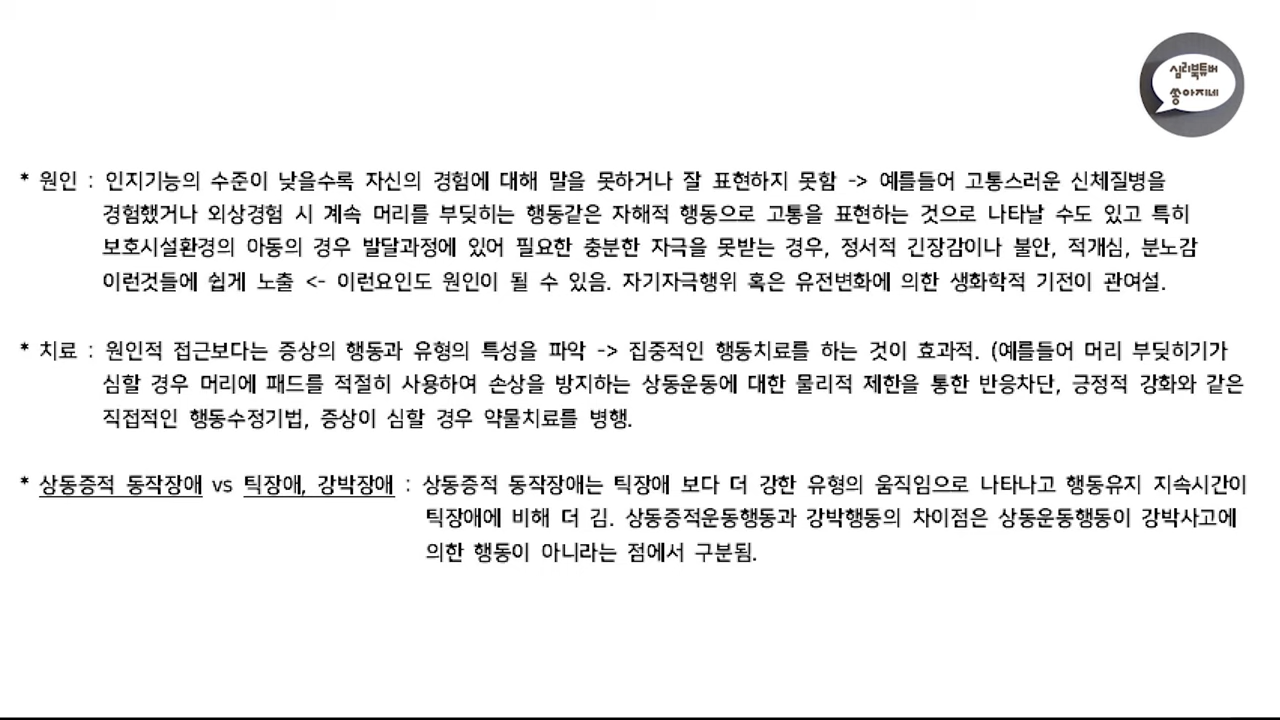 심리북튜버
쏭아지네
* 원인 : 인지기능의 수준이 낮을수록 자신의 경험에 대해 말을 못하거나 잘 표현하지 못함 -> 예를들어 고통스러운 신체질병을
경험했거나 외상경험 시 계속 머리를 부딪히는 행동같은 자해적 행동으로 고통을 표현하는 것으로 나타날 수도 있고 특히
보호시설환경의 아동의 경우 발달과정에 있어 필요한 충분한 자극을 못받는 경우, 정서적 긴장감이나 불안, 적개심, 분노감
이런것들에 쉽게 노출 <- 이런요인도 원인이 될 수 있음. 자기자극행위 혹은 유전변화에 의한 생화학적 기전이 관여설.
* 치료 : 원인적 접근보다는 증상의 행동과 유형의 특성을 파악 -> 집중적인 행동치료를 하는 것이 효과적. (예를들어 머리 부딪히기가
심할 경우 머리에 패드를 적절히 사용하여 손상을 방지하는 상동운동에 대한 물리적 제한을 통한 반응차단, 긍정적 강화와 같은
직접적인 행동수정기법, 증상이 심할 경우 약물치료를 병행.
* 상동증적 동작장애 vs 틱장애, 강박장애 : 상동증적 동작장애는 틱장애 보다 더 강한 유형의 움직임으로 나타나고 행동유지 지속시간이
틱장애에 비해 더 김. 상동증적운동행동과 강박행동의 차이점은 상동운동행동이 강박사고에
의한 행동이 아니라는 점에서 구분됨.